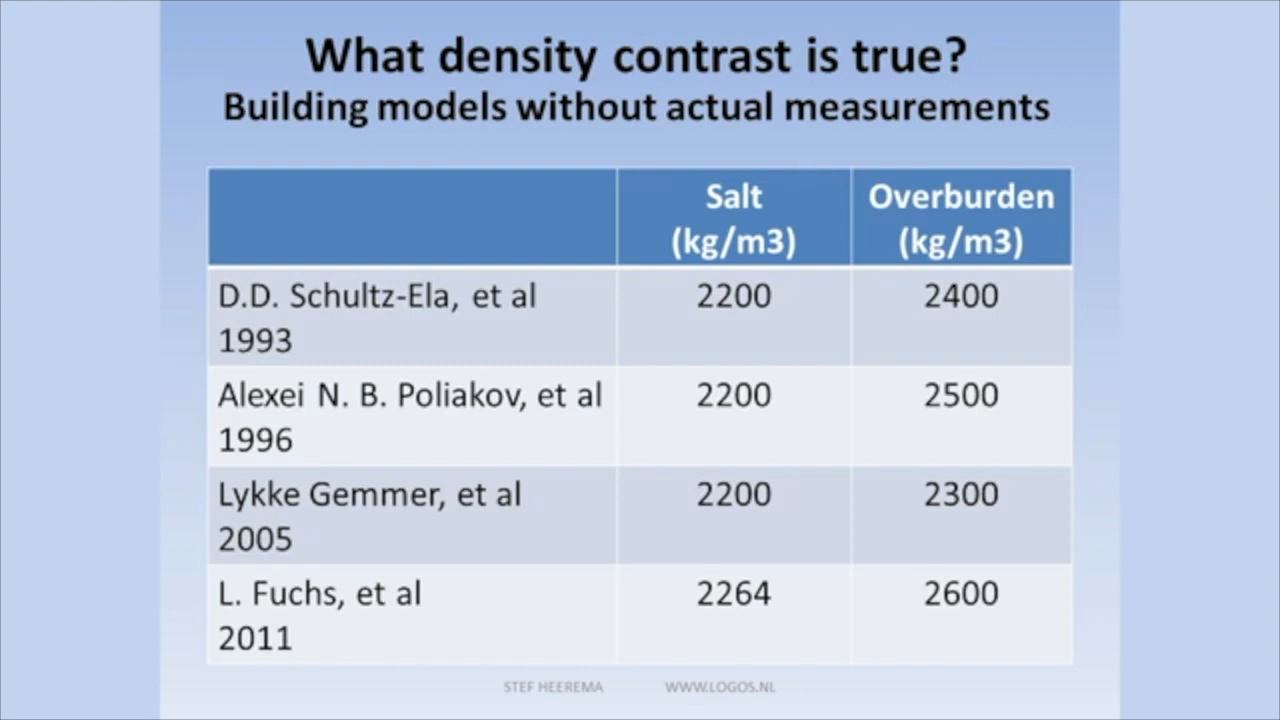 What density contrast is true?
Building models without actual measurements
Salt
(kg/m3)
Overburden
(kg/m3)
D.D. Schultz-Ela, et al
1993
2200
2400
Alexei N. B. Poliakov, et al
1996
2200
2500
Lykke Gemmer, et al
2005
2200
2300
L. Fuchs, et al
2011
2264
2600
STEF HEEREMA WWW.LOGOS.NL